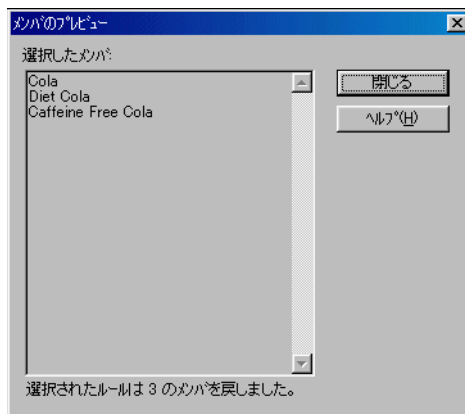 ﾒﾝﾊﾞのﾌﾟﾚﾋﾞｭｰ
選択したﾒﾝﾊﾞ:
Cola
Diet Cola
Caffeine Free Cola
閉じる
ﾍﾙﾌﾟ(H)
選択されたﾙｰﾙは 3 のﾒﾝﾊﾞを戻しました。